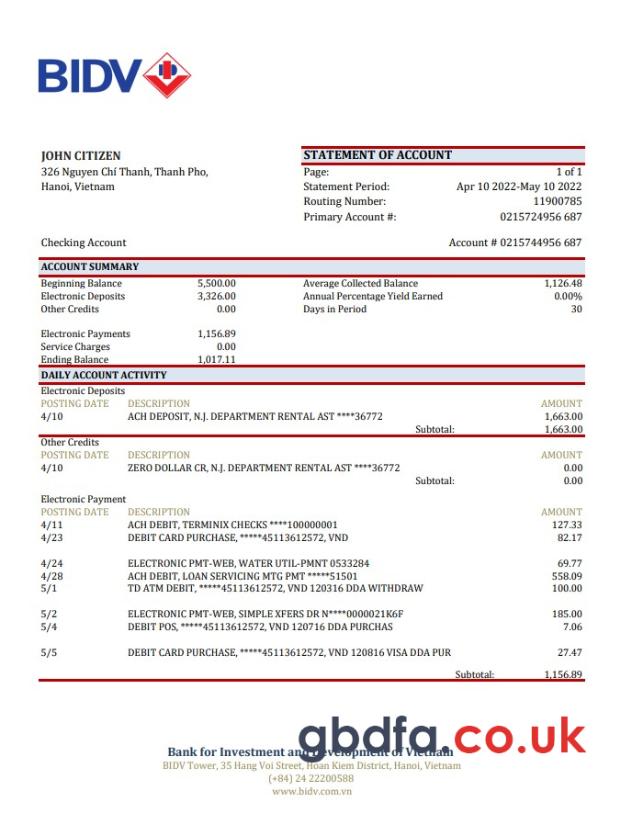 BIDV
JOHN CITIZEN
326 Nguyen Chí Thanh, Thanh Pho,
Hanoi, Vietnam
STATEMENT OF ACCOUNT
Page: 1 of 1
Statement Period: Apr 10 2022-May 10 2022
Routing Number: 11900785
Primary Account #: 0215724956 687
Checking Account Account # 0215744956 687
ACCOUNT SUMMARY
Beginning Balance 5,500.00 Average Collected Balance 1,126.48
Electronic Deposits 3,326.00 Annual Percentage Yield Earned 0.00%
Other Credits 0.00 Days in Period 30
Electronic Payments 1,156.89
Service Charges 0.00
Ending Balance 1,017.11
DAILY ACCOUNT ACTIVITY
Electronic Deposits
POSTING DATE DESCRIPTION AMOUNT
4/10 ACH DEPOSIT, N.J. DEPARTMENT RENTAL AST ****36772 1,663.00
Subtotal: 1,663.00
Other Credits
POSTING DATE DESCRIPTION AMOUNT
4/10 ZERO DOLLAR CR, N.J. DEPARTMENT RENTAL AST ****36772 0.00
Subtotal: 0.00
Electronic Payment
POSTING DATE DESCRIPTION AMOUNT
4/11 ACH DEBIT, TERMINIX CHECKS ****100000001 127.33
4/23 DEBIT CARD PURCHASE, *****45113612572, VND 82.17
4/24 ELECTRONIC PMT-WEB, WATER UTIL-PMNT 0533284 69.77
4/28 ACH DEBIT, LOAN SERVICING MTG PMT *****51501 558.09
5/1 TD ATM DEBIT, *****45113612572, VND 120316 DDA WITHDRAW 100.00
5/2 ELECTRONIC PMT-WEB, SIMPLE XFERS DR N****0000021K6F 185.00
5/4 DEBIT POS, *****45113612572, VND 120716 DDA PURCHAS 7.06
5/5 DEBIT CARD PURCHASE, *****45113612572, VND 120816 VISA DDA PUR 27.47
Subtotal: 1,156.89
gbdfa.co.uk
Bank for Investment and Development of Vietnam
BIDV Tower, 35 Hang Voi Street, Hoan Kiem District, Hanoi, Vietnam
(+84) 24 22200588
www.bidv.com.vn